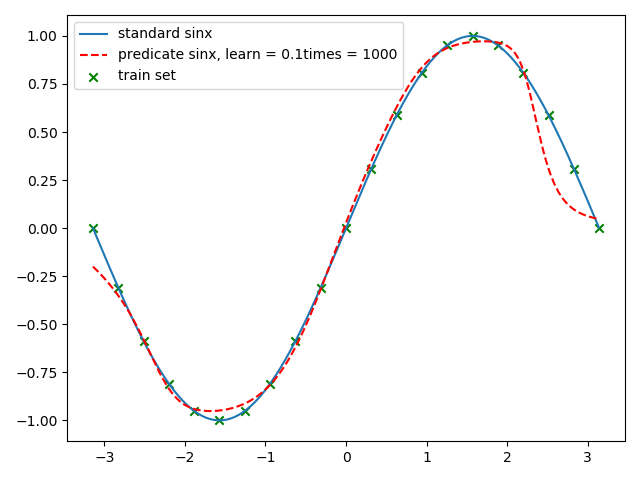 standard sinx
predicate sinx, learn = 0.1times = 1000
train set
1.00
0.75
0.50
0.25
0.00
−0.25
−0.50
−0.75
−1.00
−3 −2 −1 0 1 2 3